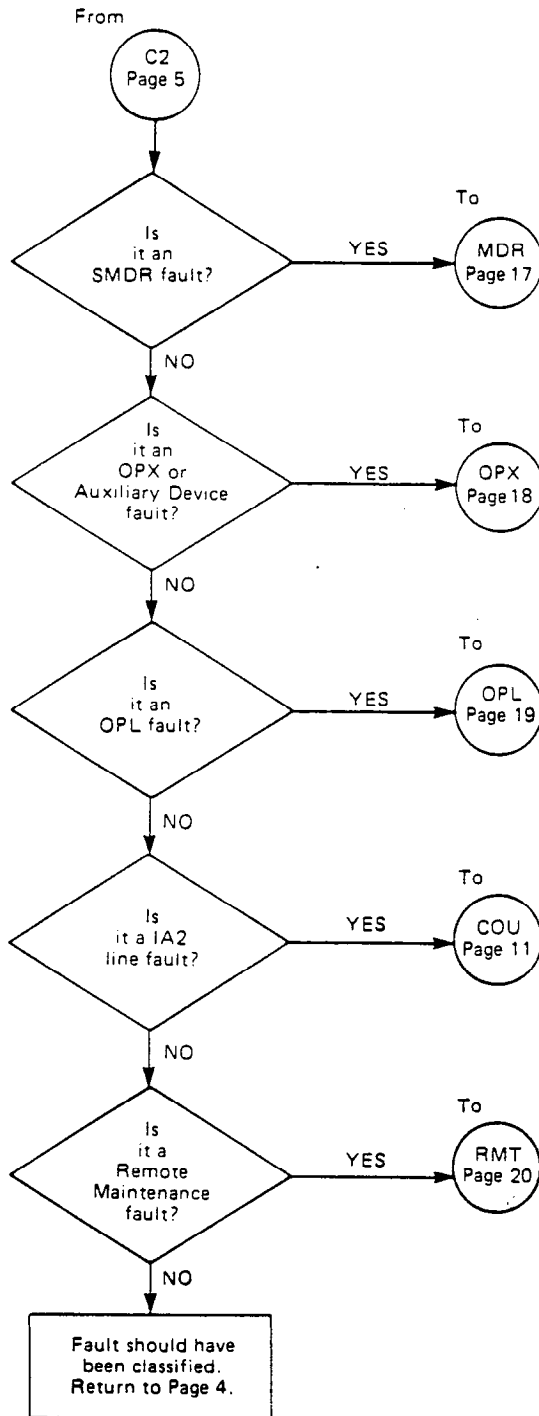 From
C2
Page 5
Is
it an
SMDR fault?
YES
To
MDR
Page 17
NO
Is
it an
OPX or
Auxiliary Device
fault?
YES
To
OPX
Page 18
NO
Is
it an
OPL fault?
YES
To
OPL
Page 19
NO
Is
it a IA2
line fault?
YES
To
COU
Page 11
NO
Is
it a
Remote
Maintenance
fault?
YES
To
RMT
Page 20
NO
Fault should have
been classified.
Return to Page 4.